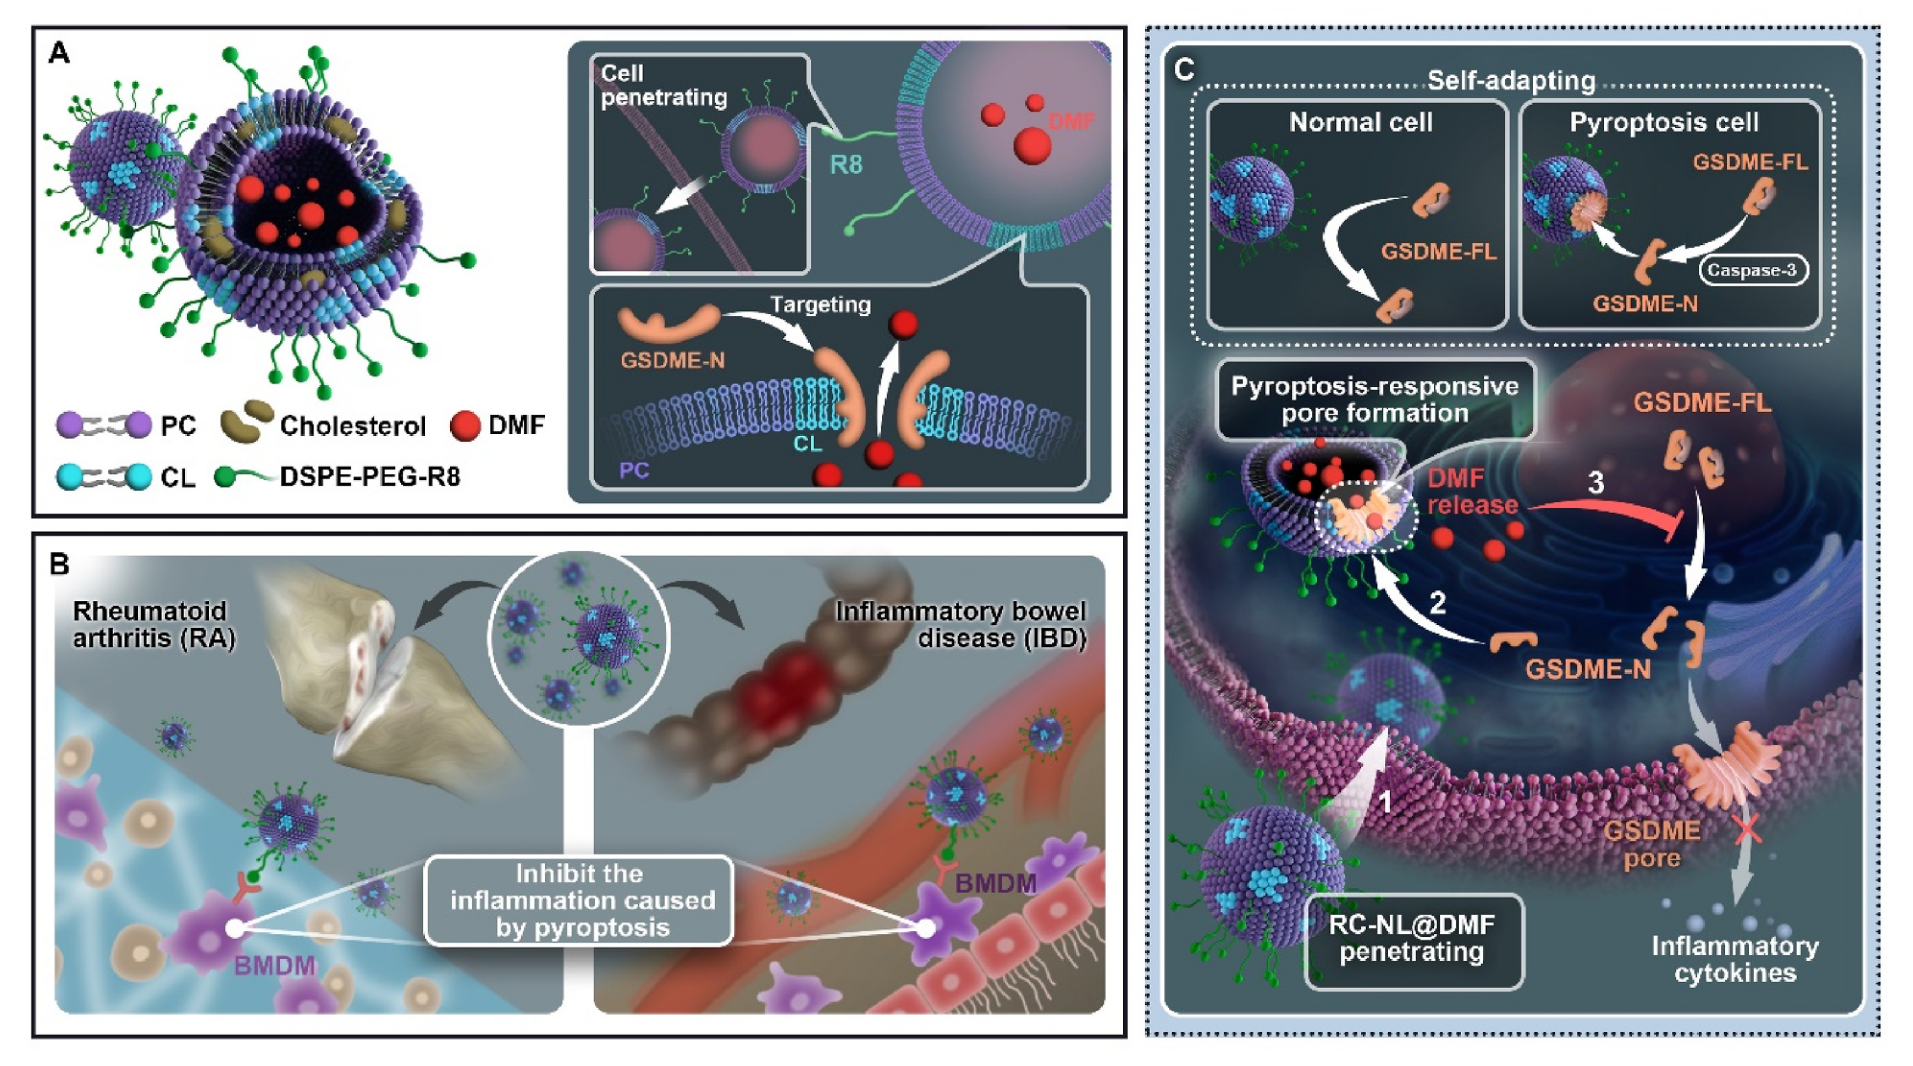 A
Cell
penetrating
DMF
R8
Targeting
GSDME-N
CL
PC
PC
Cholesterol
DMF
CL
DSPE-PEG-R8
B
Rheumatoid
arthritis (RA)
Inflammatory bowel
disease (IBD)
Inhibit the
inflammation caused
by pyroptosis
BMDM
BMDM
C
Self-adapting
Normal cell
GSDME-FL
Pyroptosis cell
GSDME-FL
Caspase-3
GSDME-N
Pyroptosis-responsive
pore formation
GSDME-FL
DMF
release
3
2
GSDME-N
1
GSDME
pore
RC-NL@DMF
penetrating
Inflammatory
cytokines